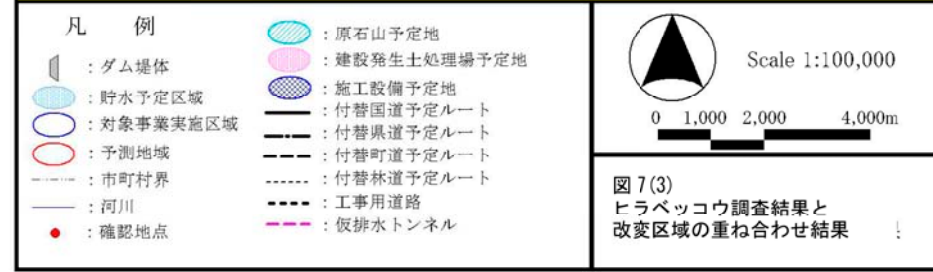 凡 例
：ダム堤体
：貯水予定区域
：対象事業実施区域
：予測地域
：市町村界
：河川
：確認地点
：原石山予定地
：建設発生土処理場予定地
：施工設備予定地
：付替国道予定ルート
：付替県道予定ルート
：付替町道予定ルート
：付替林道予定ルート
：工事用道路
：仮排水トンネル
Scale 1:100,000
0 1,000 2,000 4,000m
図 7(3)
ヒラベッコウ調査結果と
改変区域の重ね合わせ結果